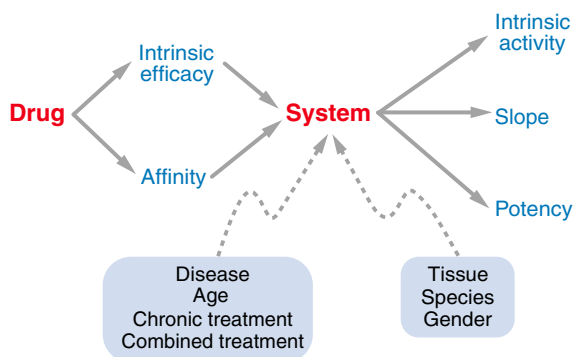 Intrinsic
efficacy
Drug
Affinity
System
Intrinsic
activity
Slope
Potency
Disease
Age
Chronic treatment
Combined treatment
Tissue
Species
Gender